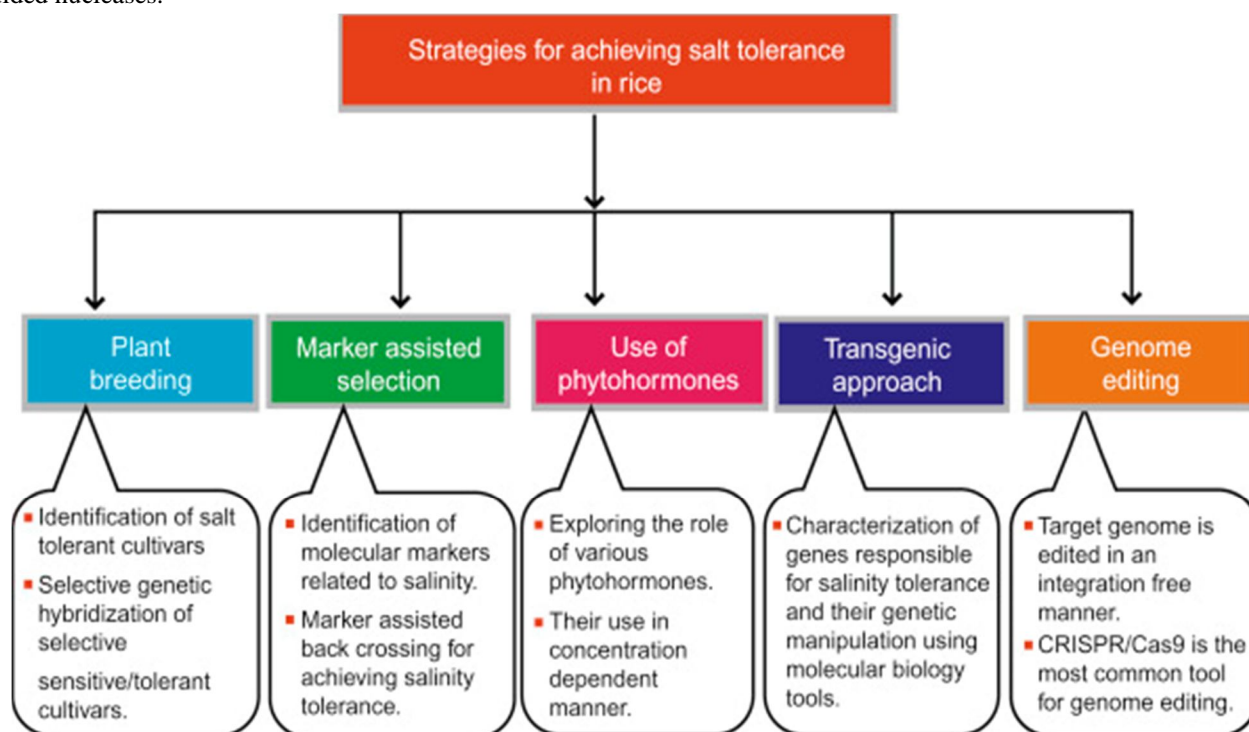 Strategies for achieving salt tolerance
in rice
Plant
breeding
Marker assisted
selection
Use of
phytohormones
Transgenic
approach
Genome
editing
Identification of salt
tolerant cultivars
Selective genetic
hybridization of
selective
sensitive/tolerant
cultivars.
Identification of
molecular markers
related to salinity.
Marker assisted
back crossing for
achieving salinity
tolerance.
Exploring the role
of various
phytohormones.
Their use in
concentration
dependent
manner.
Characterization of
genes responsible
for salinity tolerance
and their genetic
manipulation using
molecular biology
tools.
Target genome is
edited in an
integration free
manner.
CRISPR/Cas9 is the
most common tool
for genome editing.